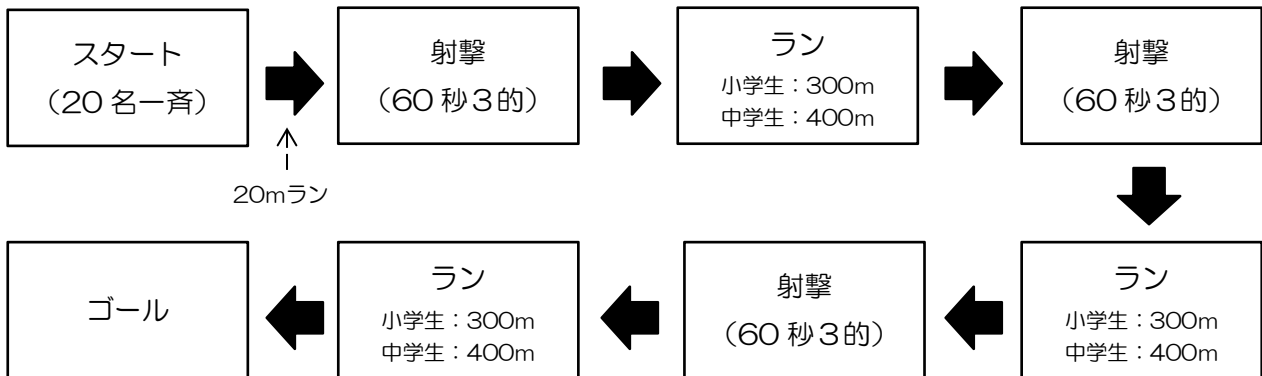 スタート
（20 名一斉）
20mラン
射撃
（60 秒３的）
ラン
小学生：300m
中学生：400m
射撃
（60 秒３的）
ラン
小学生：300m
中学生：400m
射撃
（60 秒３的）
ラン
小学生：300m
中学生：400m
ゴール